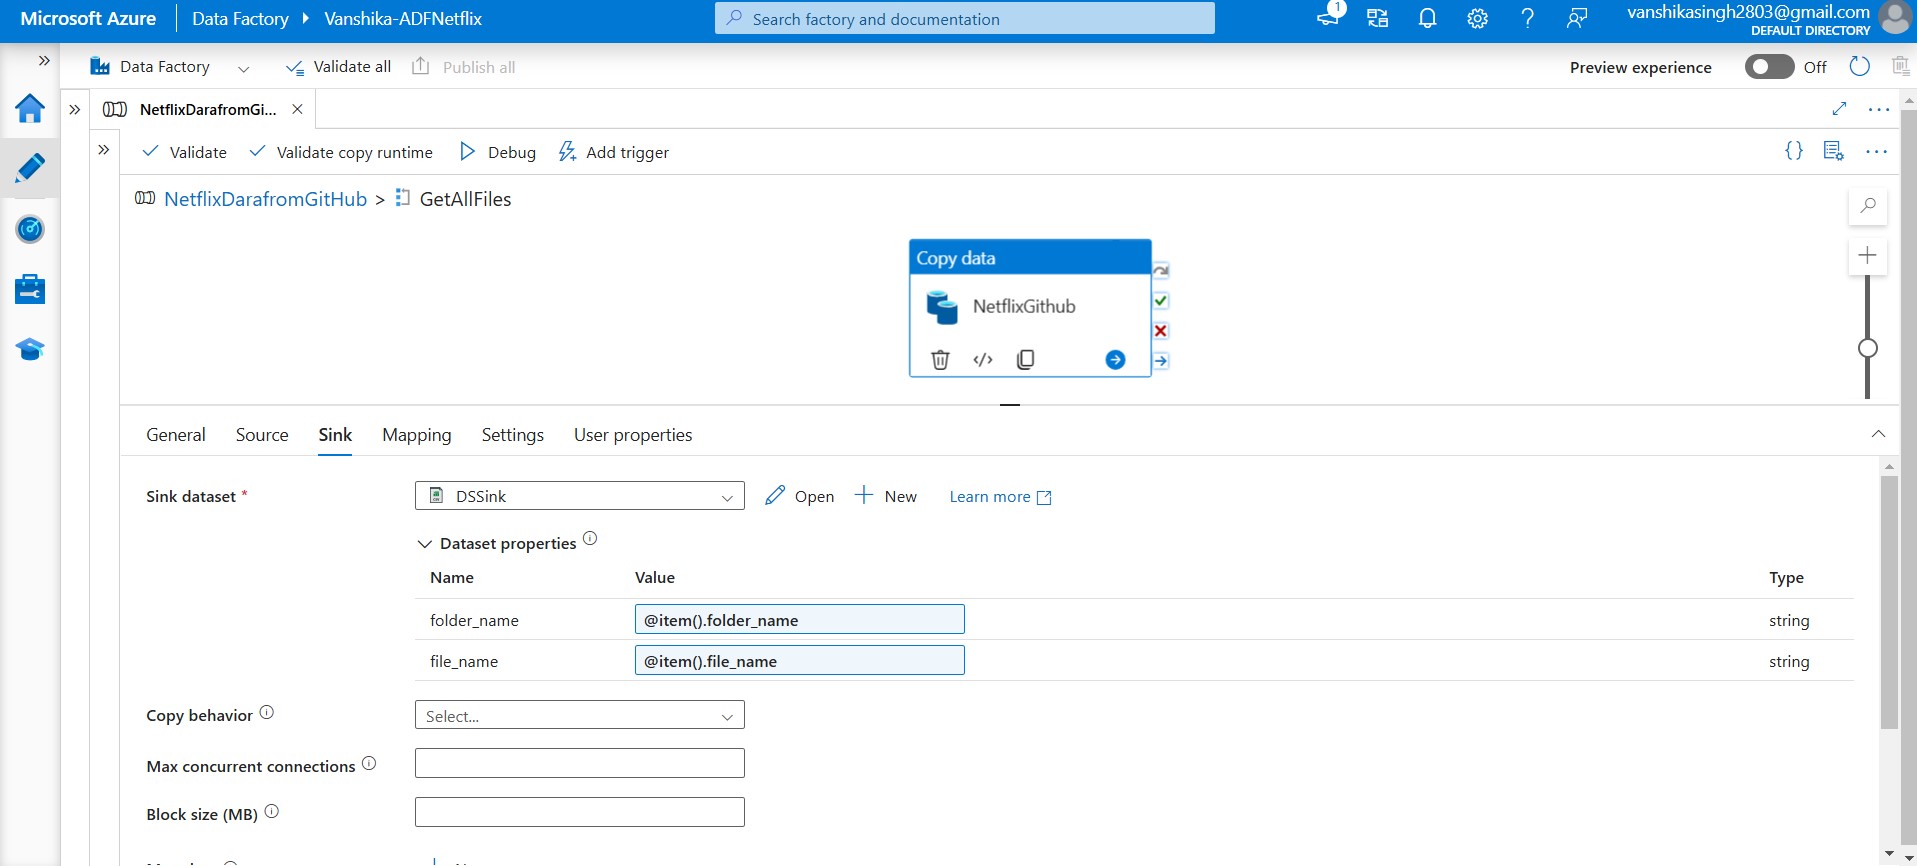 Microsoft Azure
Data Factory
Vanshika-ADFNetflix
Search factory and documentation
1
vanshikasingh2803@gmail.com
DEFAULT DIRECTORY
Data Factory
Validate all
Publish all
Preview experience
Off
NetflixDarafromGi...
Validate
Validate copy runtime
Debug
Add trigger
NetflixDarafromGitHub > GetAllFiles
Copy data
NetflixGithub
General
Source
Sink
Mapping
Settings
User properties
Sink dataset *
DSSink
Open
New
Learn more
Dataset properties
Name
Value
Type
folder_name
@item().folder_name
string
file_name
@item().file_name
string
Copy behavior
Select...
Max concurrent connections
Block size (MB)